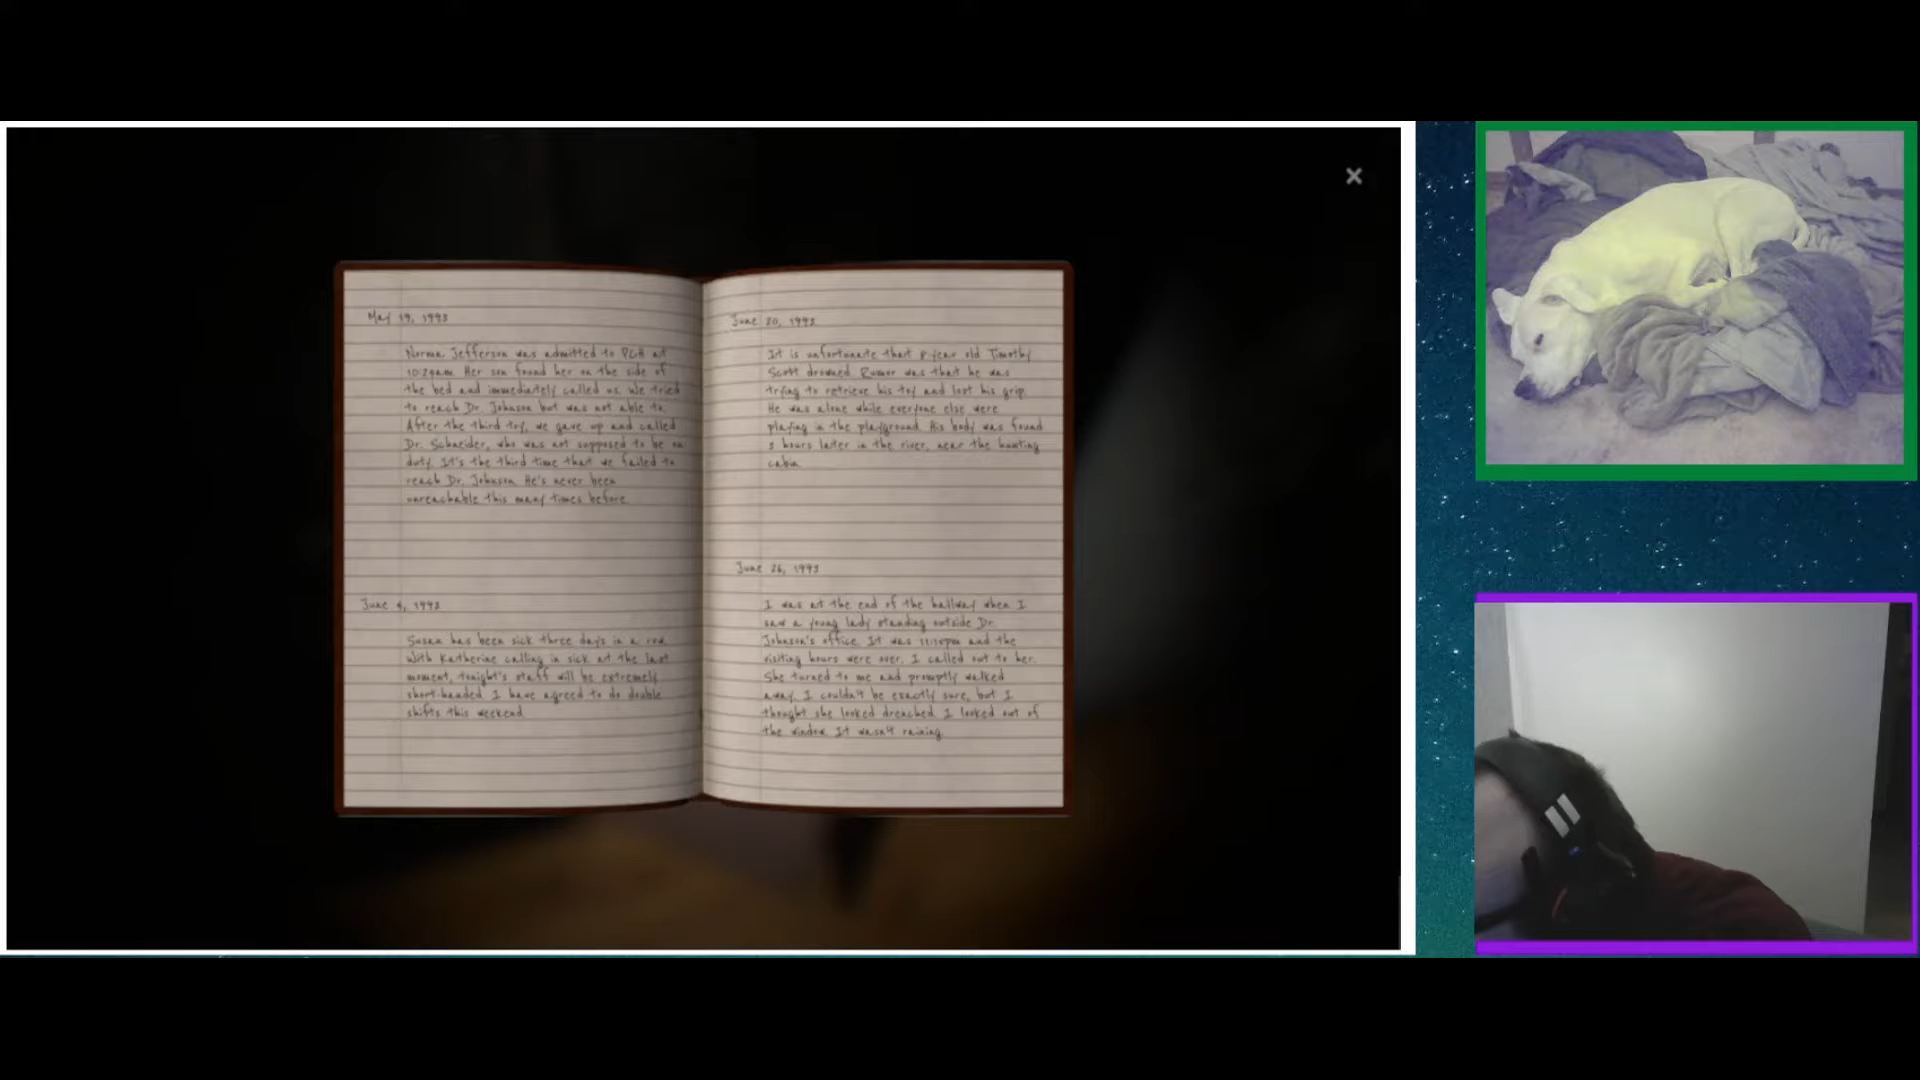 May 19, 1993
Norma Jefferson was admitted to PCH at
10:29am. Her son found her on the side of
the bed and immediately called us. We tried
to reach Dr. Johnson but was not able to.
After the third try, we gave up and called
Dr. Schneider, who was not supposed to be on
duty. It's the third time that we failed to
reach Dr. Johnson. He's never been
unreachable this many times before.
June 4, 1993
Susan has been sick three days in a row.
With Katherine calling in sick at the last
moment, tonight's staff will be extremely
short-handed. I have agreed to do double
shifts this weekend.
June 20, 1993
It is unfortunate that 8 year old Timothy
Scott drowned. Rumor was that he was
trying to retrieve his toy and lost his grip.
He was alone while everyone else were
playing in the playground. His body was found
3 hours later in the river, near the hunting
cabin.
June 26, 1993
I was at the end of the hallway when I
saw a young lady standing outside Dr.
Johnson's office. It was and the
visiting hours were over. I called out to her.
She turned to me and promptly walked
away. I couldn't be exactly sure, but I
thought she looked drenched. I looked out of
the window. It wasn't raining.